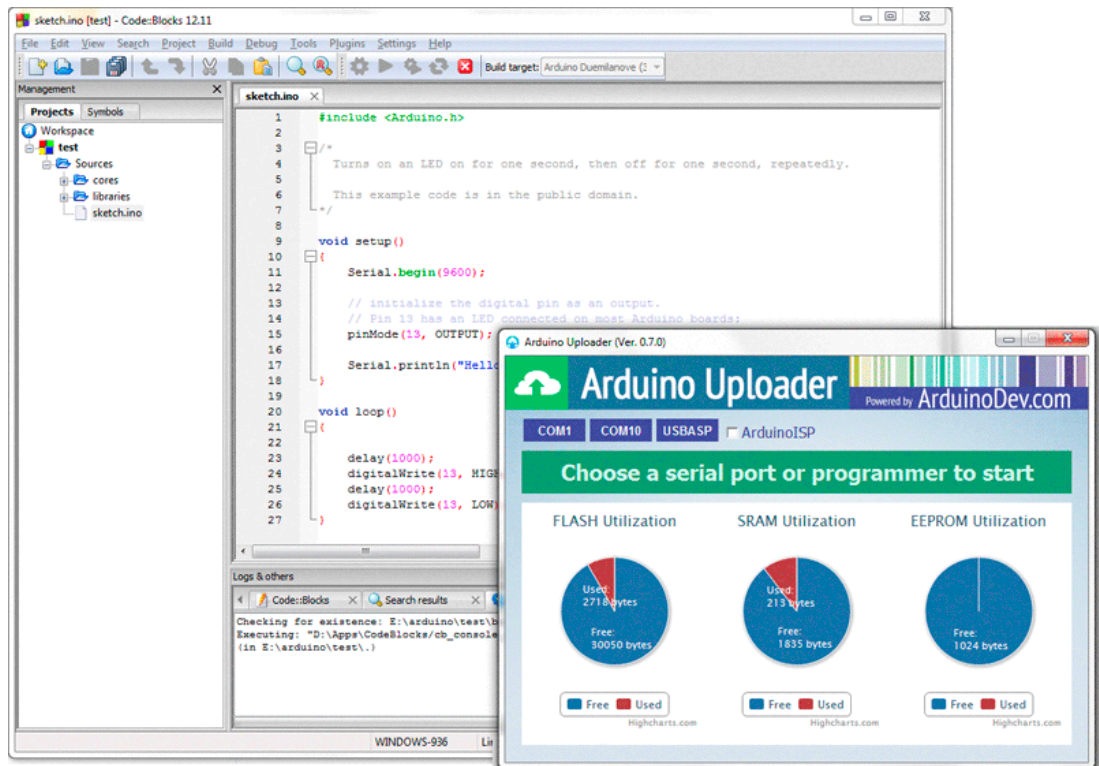 sketch.ino [test] - Code::Blocks 12.11
File Edit View Search Project Build Debug Tools Plugins Settings Help
Build target: Arduino Duemilanove (3
Management
Projects Symbols
Workspace
test
Sources
cores
libraries
sketch.ino
sketch.ino
1 #include <Arduino.h>
2
3 /*
4 Turns on an LED on for one second, then off for one second, repeatedly.
5
6 This example code is in the public domain.
7 */
8
9 void setup()
10 {
11 Serial.begin(9600);
12
13 // initialize the digital pin as an output.
14 // Pin 13 has an LED connected on most Arduino boards:
15 pinMode(13, OUTPUT);
16
17 Serial.println("Hello
18 }
19
20 void loop()
21 {
22
23 delay(1000);
24 digitalWrite(13, HIGH
25 delay(1000);
26 digitalWrite(13, LOW)
27 }
Logs & others
Code::Blocks Search results
Checking for existence: E:\arduino\test\b
Executing: "D:\Apps\CodeBlocks/cb_console
(in E:\arduino\test\.)
WINDOWS-936
Arduino Uploader (Ver. 0.7.0)
Arduino Uploader
Powered by ArduinoDev.com
COM1 COM10 USBASP ArduinoISP
Choose a serial port or programmer to start
FLASH Utilization
Used:
2718 bytes
Free:
30050 bytes
Free Used
Highcharts.com
SRAM Utilization
Used:
213 bytes
Free:
1835 bytes
Free Used
Highcharts.com
EEPROM Utilization
Free:
1024 bytes
Free Used
Highcharts.com